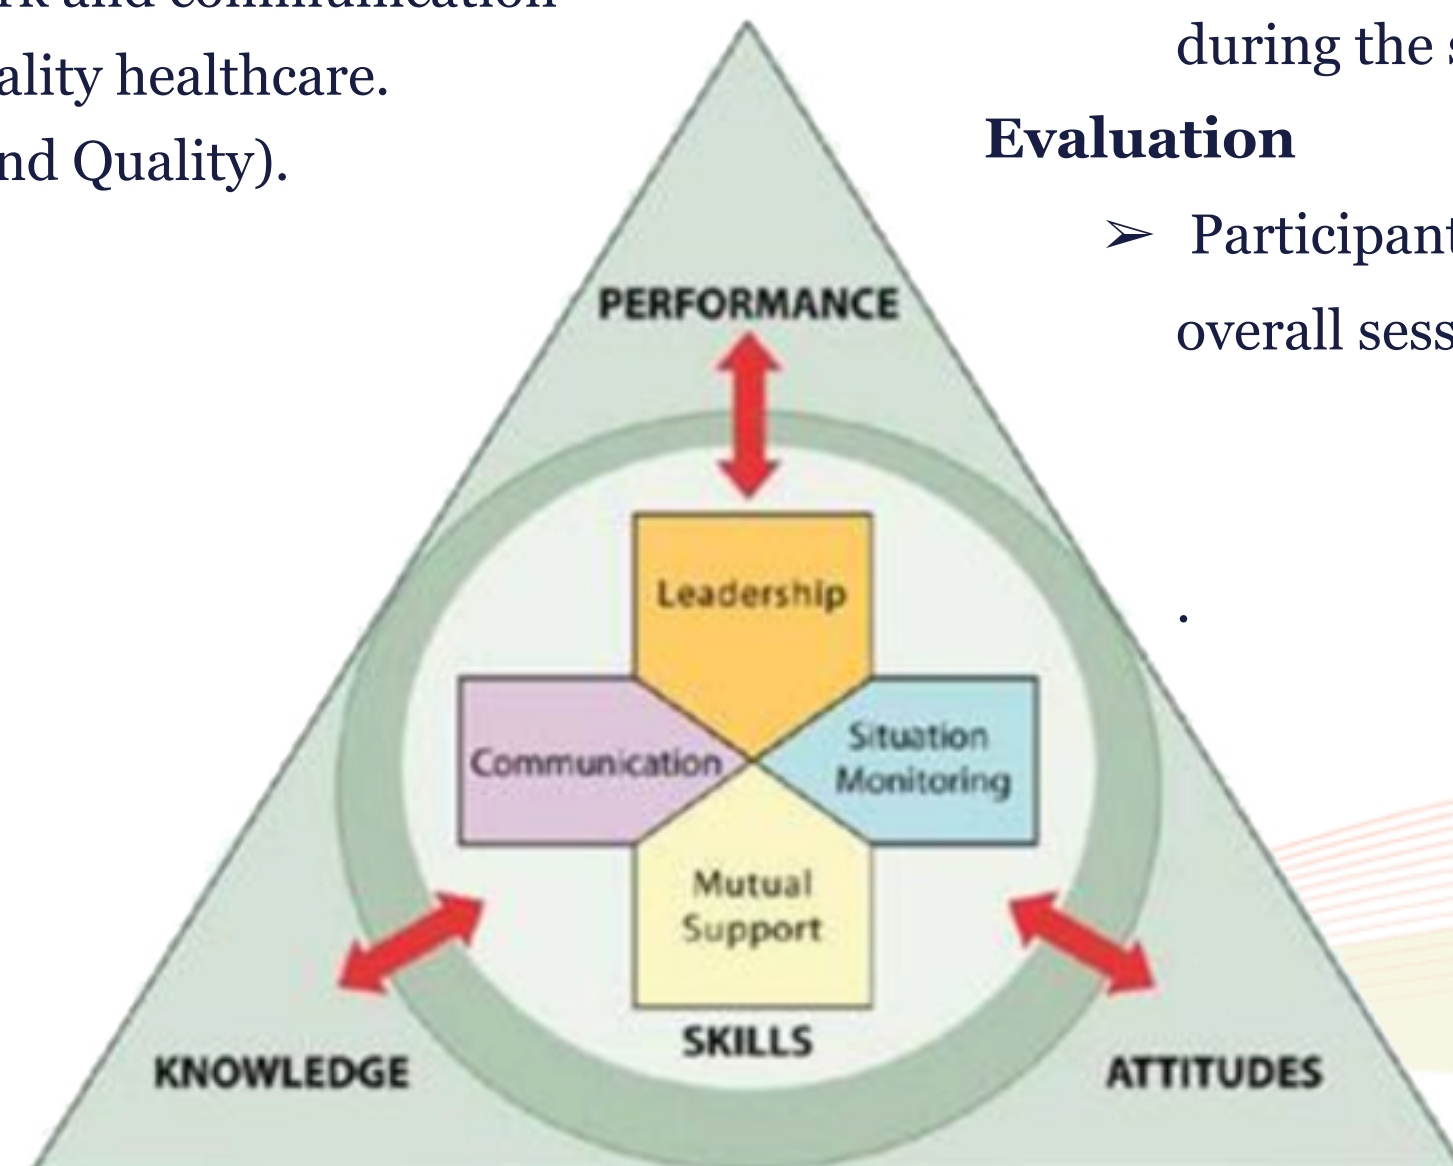 ality healthcare.
nd Quality).
during the
Evaluation
➢ Participant
overall sess
.
PERFORMANCE
Leadership
Communication
Situation
Monitoring
Mutual
Support
SKILLS
KNOWLEDGE
ATTITUDES